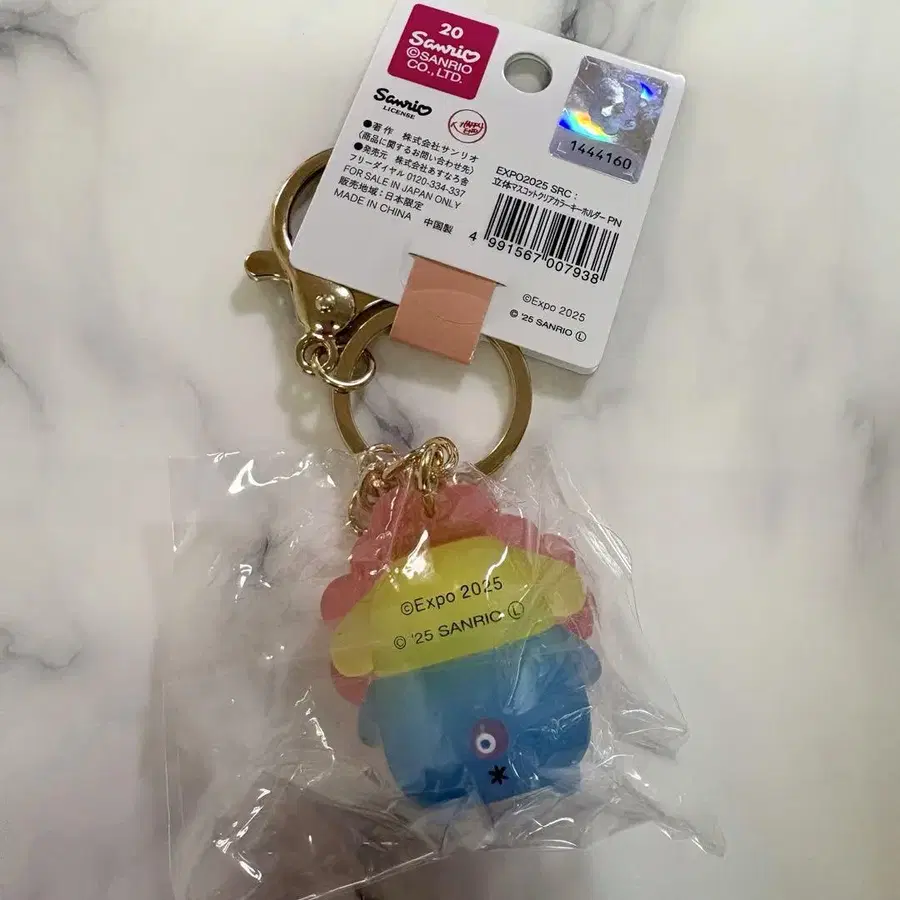 20
Sanrio
©SANRIO
CO., LTD.
Sanrio
LICENSE
●著作 株式会社サンリオ
(商品に関するお問い合わせ先)
●発売元 株式会社あすなろ舎
フリーダイヤル 0120-334-337
FOR SALE IN JAPAN ONLY
販売地域:日本限定
MADE IN CHINA 中国製
1444160
EXPO2025 SRC:
立体マスコットクリアカラーキーホルダー PN
4 991567 007938
©Expo 2025
© '25 SANRIO Ⓛ
©Expo 2025
© '25 SANRIO Ⓛ